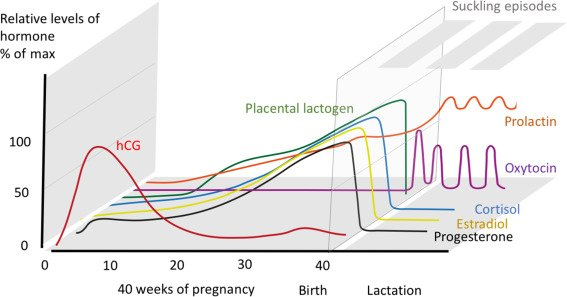 Relative levels of
hormone
% of max
Suckling episodes
Placental lactogen
hCG
100
50
0
Prolactin
Oxytocin
Cortisol
Estradiol
Progesterone
0
10
20
30
40
40 weeks of pregnancy
Birth
Lactation